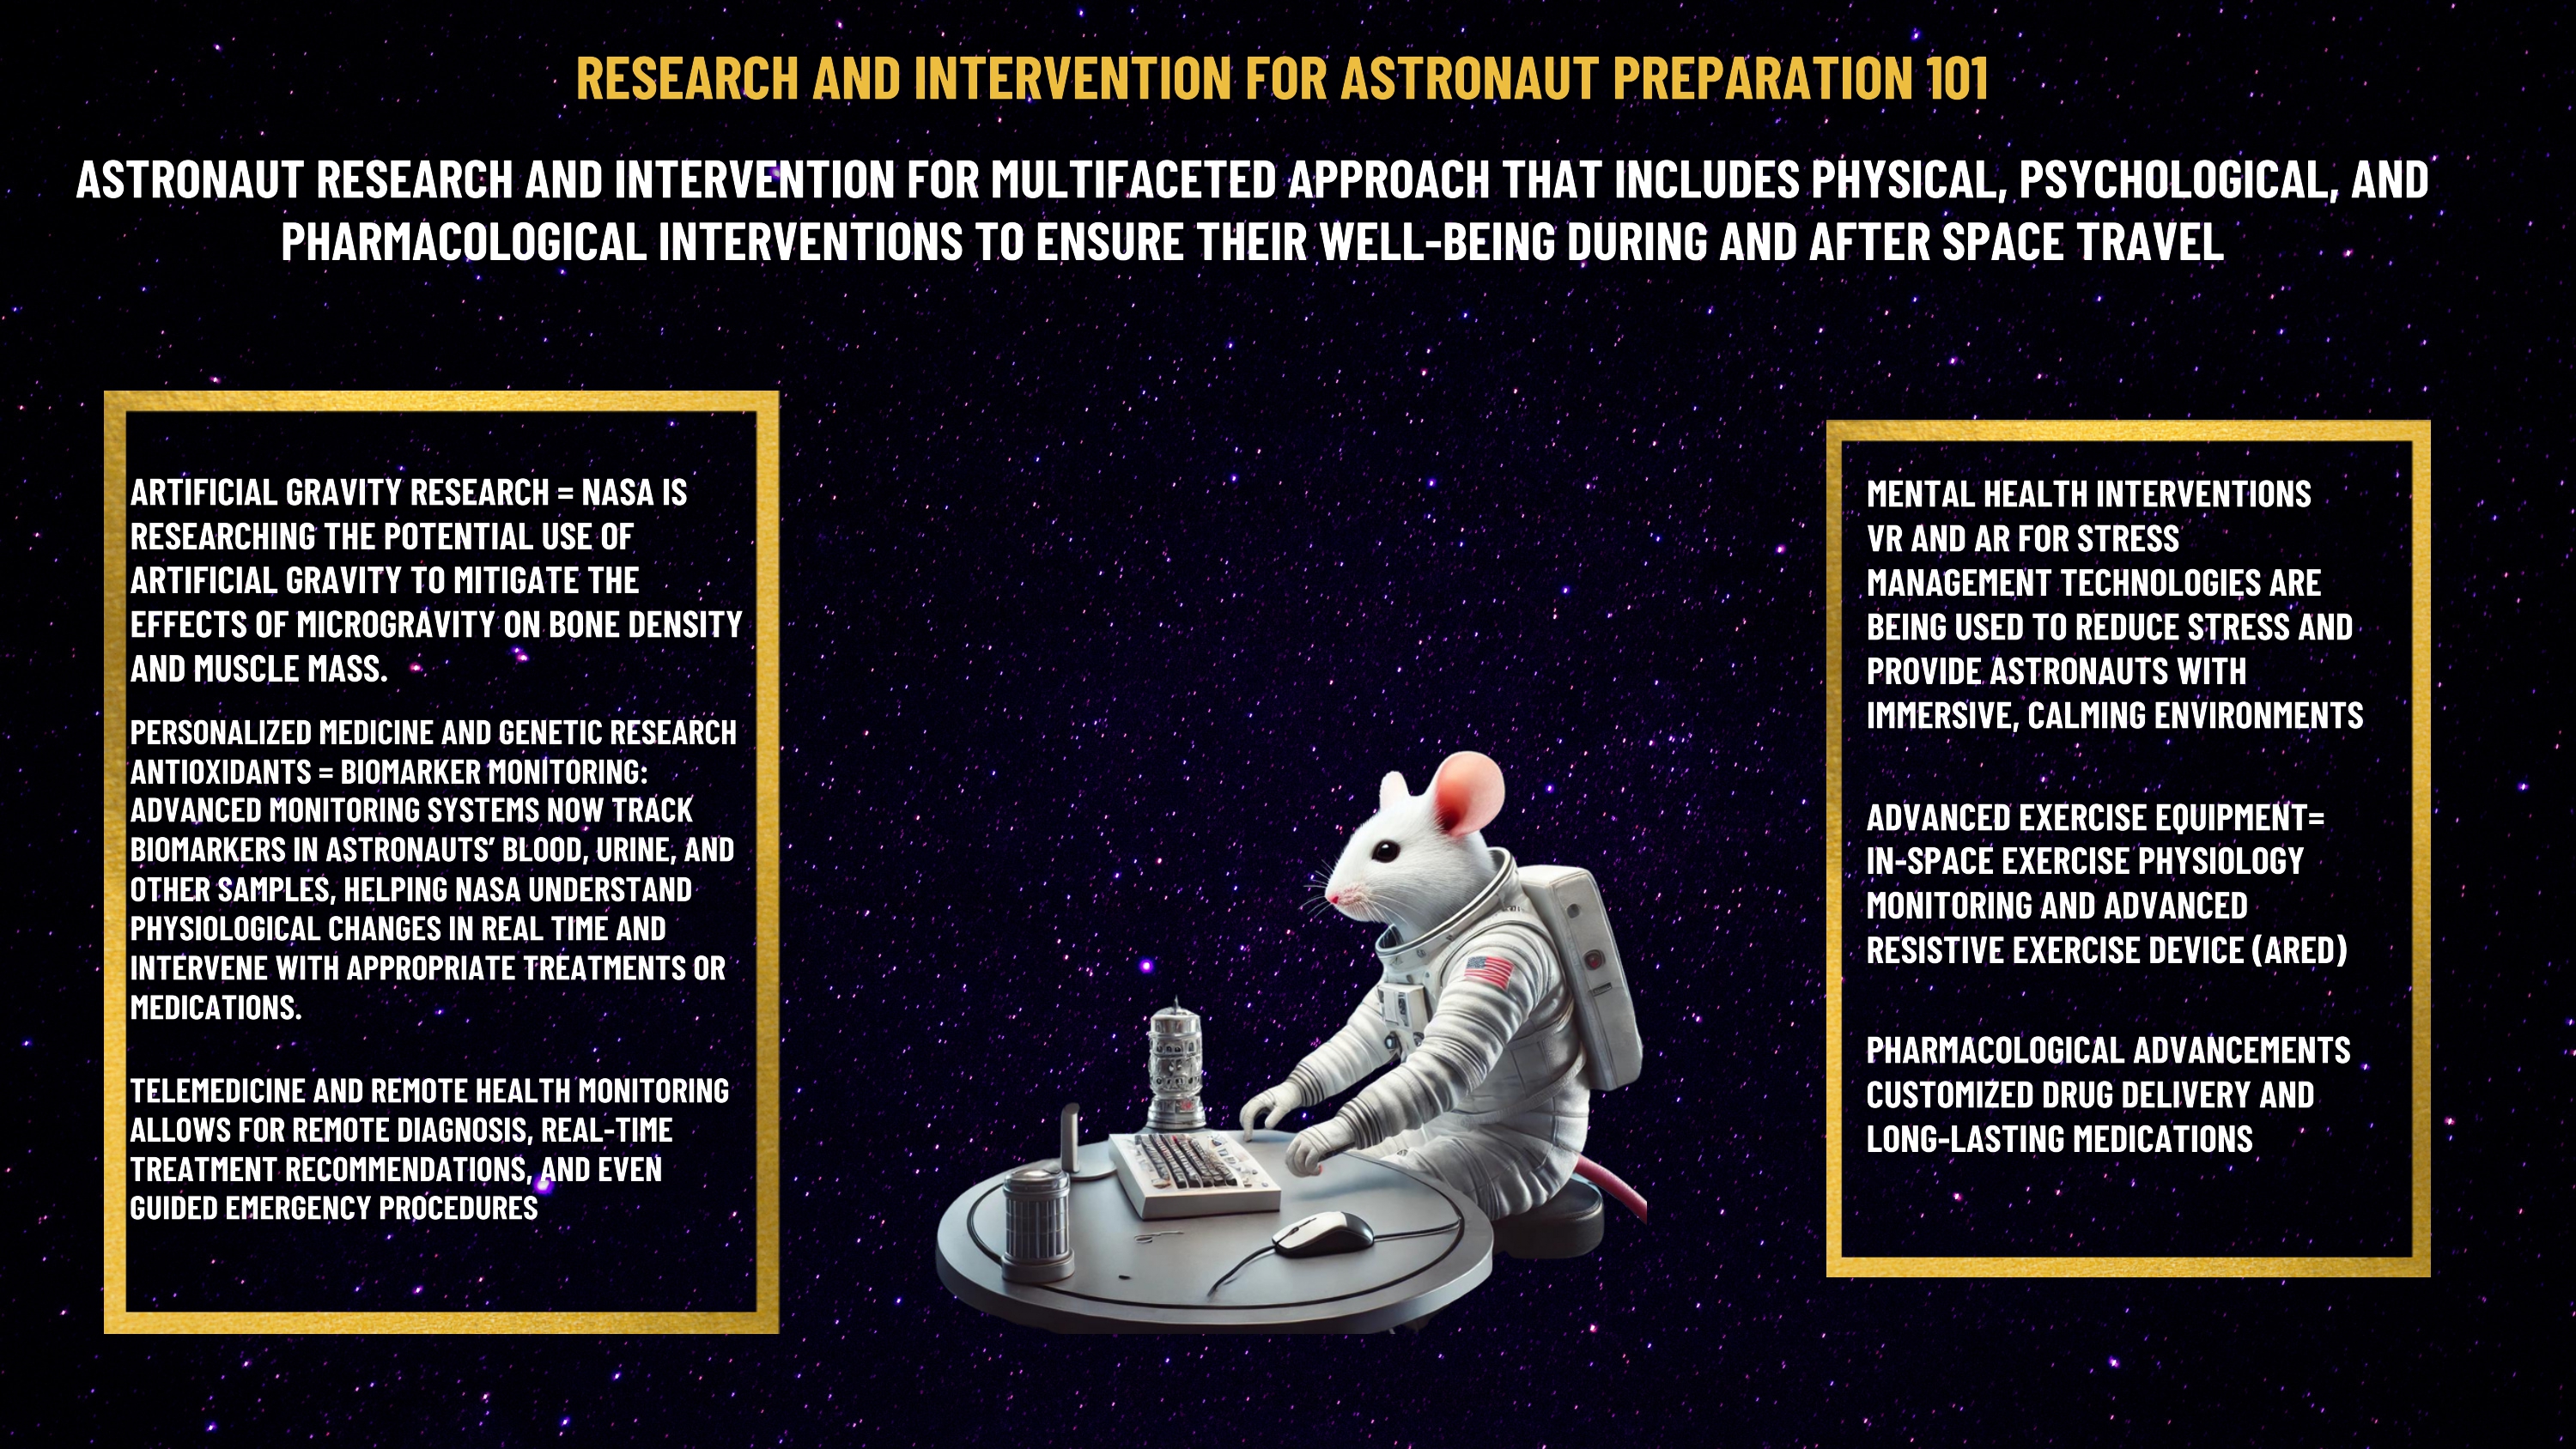 RESEARCH AND INTERVENTION FOR ASTRONAUT PREPARATION 101
ASTRONAUT RESEARCH AND INTERVENTION FOR MULTIFACETED APPROACH THAT INCLUDES PHYSICAL, PSYCHOLOGICAL, AND
PHARMACOLOGICAL INTERVENTIONS TO ENSURE THEIR WELL-BEING DURING AND AFTER SPACE TRAVEL
ARTIFICIAL GRAVITY RESEARCH = NASA IS
RESEARCHING THE POTENTIAL USE OF
ARTIFICIAL GRAVITY TO MITIGATE THE
EFFECTS OF MICROGRAVITY ON BONE DENSITY
AND MUSCLE MASS.
PERSONALIZED MEDICINE AND GENETIC RESEARCH
ANTIOXIDANTS = BIOMARKER MONITORING:
ADVANCED MONITORING SYSTEMS NOW TRACK
BIOMARKERS IN ASTRONAUTS’ BLOOD, URINE, AND
OTHER SAMPLES, HELPING NASA UNDERSTAND
PHYSIOLOGICAL CHANGES IN REAL TIME AND
INTERVENE WITH APPROPRIATE TREATMENTS OR
MEDICATIONS.
TELEMEDICINE AND REMOTE HEALTH MONITORING
ALLOWS FOR REMOTE DIAGNOSIS, REAL-TIME
TREATMENT RECOMMENDATIONS, AND EVEN
GUIDED EMERGENCY PROCEDURES
MENTAL HEALTH INTERVENTIONS
VR AND AR FOR STRESS
MANAGEMENT TECHNOLOGIES ARE
BEING USED TO REDUCE STRESS AND
PROVIDE ASTRONAUTS WITH
IMMERSIVE, CALMING ENVIRONMENTS
ADVANCED EXERCISE EQUIPMENT=
IN-SPACE EXERCISE PHYSIOLOGY
MONITORING AND ADVANCED
RESISTIVE EXERCISE DEVICE (ARED)
PHARMACOLOGICAL ADVANCEMENTS
CUSTOMIZED DRUG DELIVERY AND
LONG-LASTING MEDICATIONS